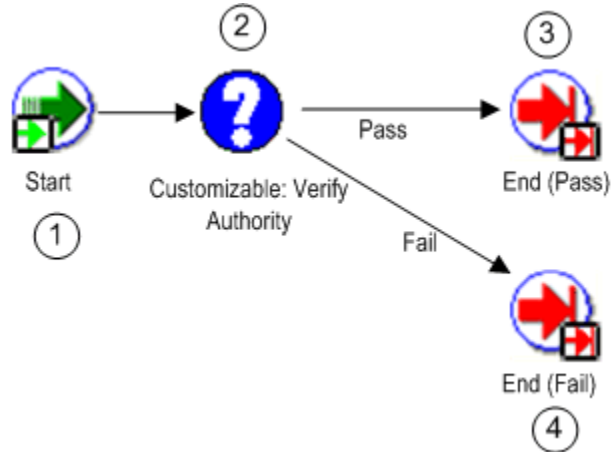 2
3
Start
1
?
Customizable: Verify
Authority
Pass
End (Pass)
Fail
End (Fail)
4